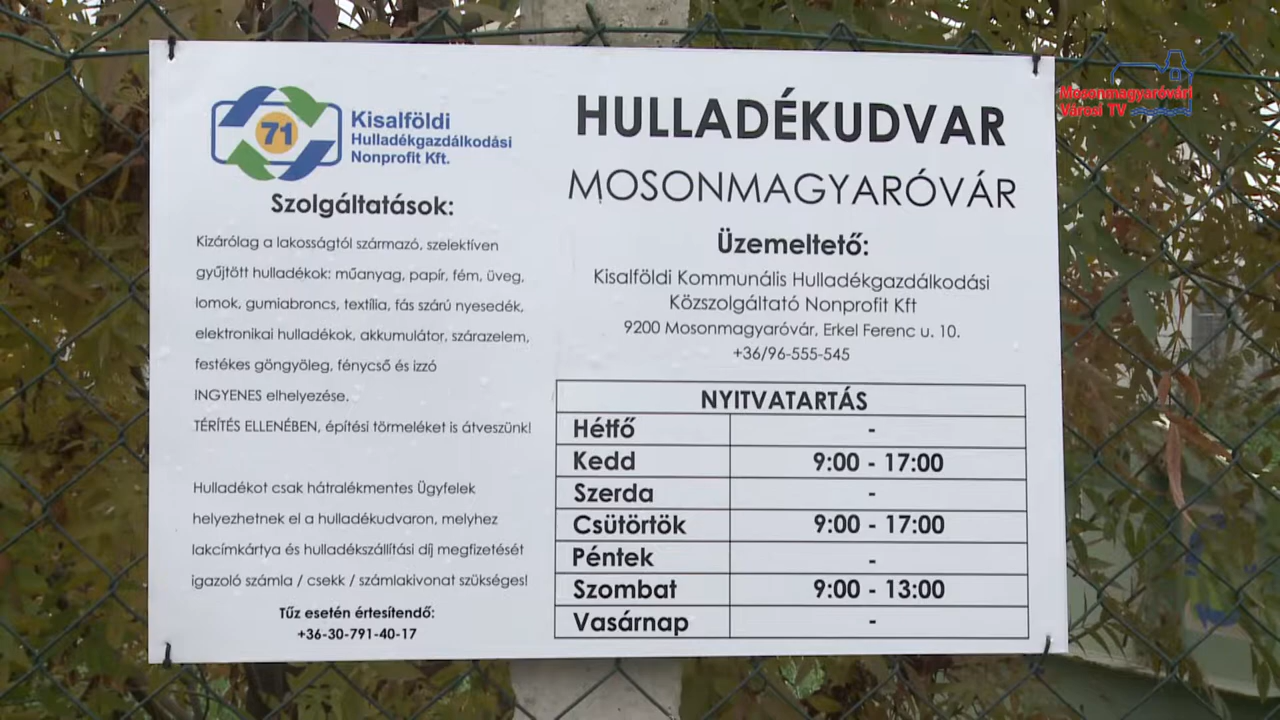 71
Kisalföldi
Hulladékgazdálkodási
Nonprofit Kft.
Szolgáltatások:
Kizárólag a lakosságtól származó, szelektíven
gyűjtött hulladékok: műanyag, papír, fém, üveg,
lomok, gumiabroncs, textília, fás szárú nyesedék,
elektronikai hulladékok, akkumulátor, szárazelem,
festékes göngyöleg, fénycső és izzó
INGYENES elhelyezése.
TÉRÍTÉS ELLENÉBEN, építési törmeléket is átveszünk!
Hulladékot csak hátralékmentes Ügyfelek
helyezhetnek el a hulladékudvaron, melyhez
lakcímkártya és hulladékszállítási díj megfizetését
igazoló számla / csekk / számlakivonat szükséges!
Tűz esetén értesítendő:
+36-30-791-40-17
HULLADÉKUDVAR
MOSONMAGYARÓVÁR
Üzemeltető:
Kisalföldi Kommunális Hulladékgazdálkodási
Közszolgáltató Nonprofit Kft
9200 Mosonmagyaróvár, Erkel Ferenc u. 10.
+36/96-555-545
NYITVATARTÁS
Hétfő -
Kedd 9:00 - 17:00
Szerda -
Csütörtök 9:00 - 17:00
Péntek -
Szombat 9:00 - 13:00
Vasárnap -
Mosonmagyaróvári
Városi TV